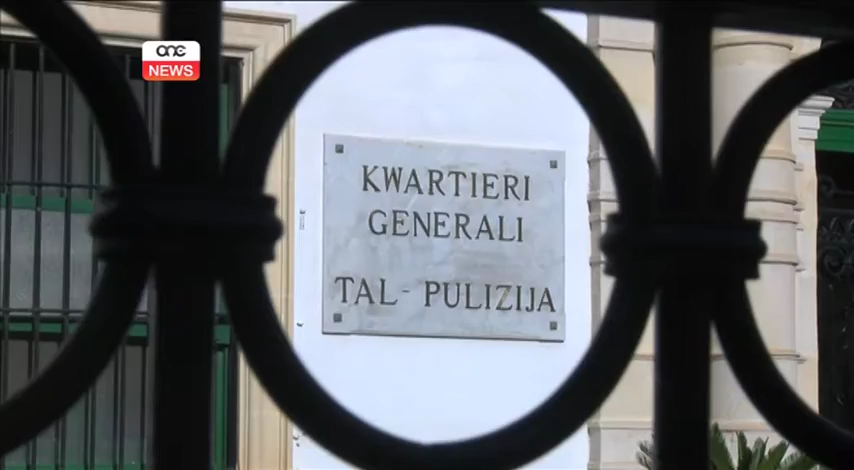 one
NEWS
KWARTIERI
GENERALI
TAL - PULIZIJA